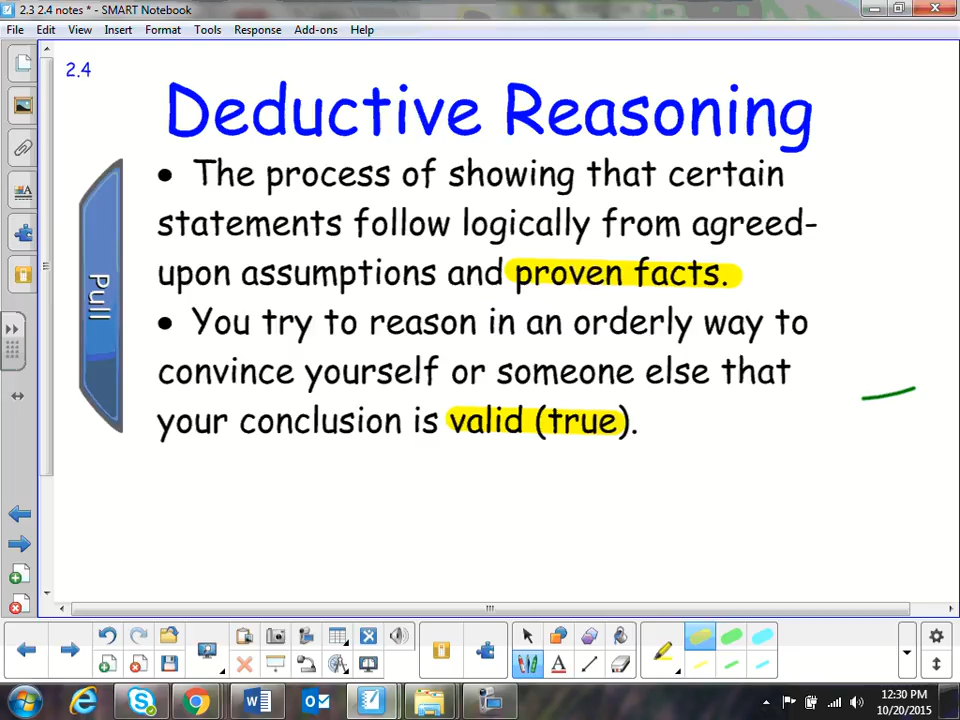 2.3 2.4 notes * - SMART Notebook
File Edit View Insert Format Tools Response Add-ons Help
2.4
Deductive Reasoning
• The process of showing that certain
statements follow logically from agreed-
upon assumptions and proven facts.
Pull
• You try to reason in an orderly way to
convince yourself or someone else that
your conclusion is valid (true).
12:30 PM
10/20/2015